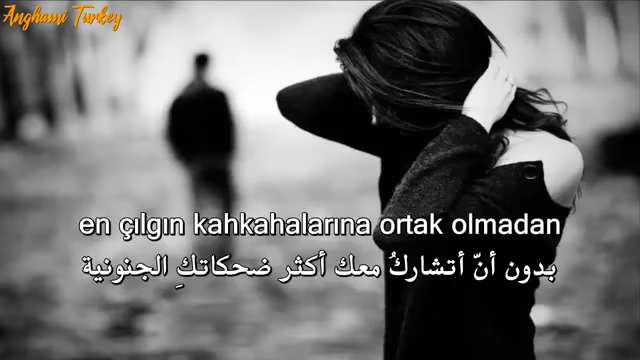 Anghami Turkey
en çılgın kahkahalarına ortak olmadan
بدون أنّ أتشاركُ معك أكثر ضحكاتكِ الجنونية